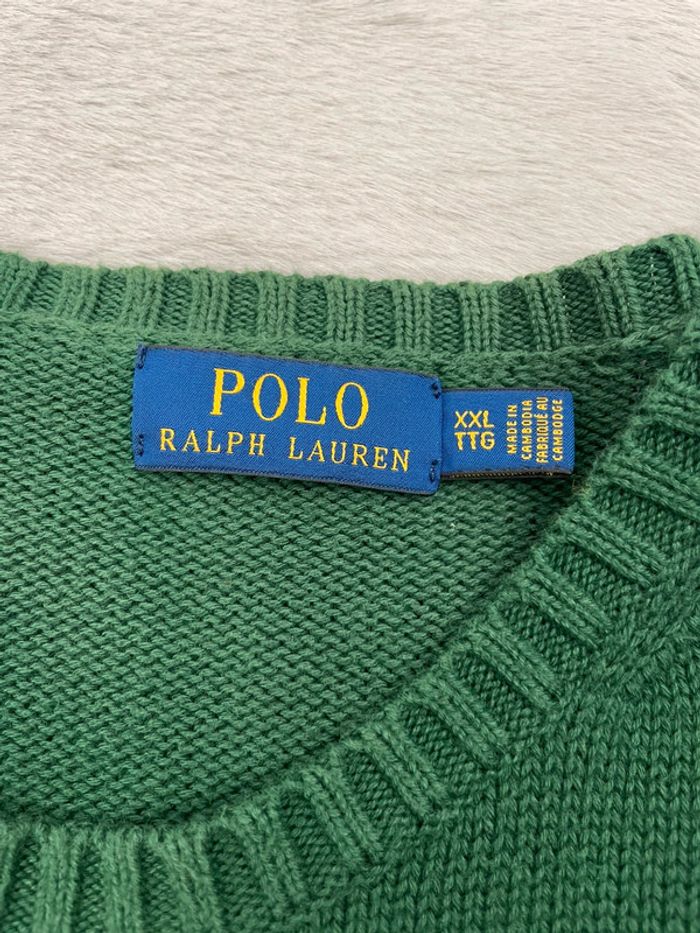 POLO
RALPH LAUREN
XXL
TTG
MADE IN
CAMBODIA
FABRIQUÉ AU
CAMBODGE